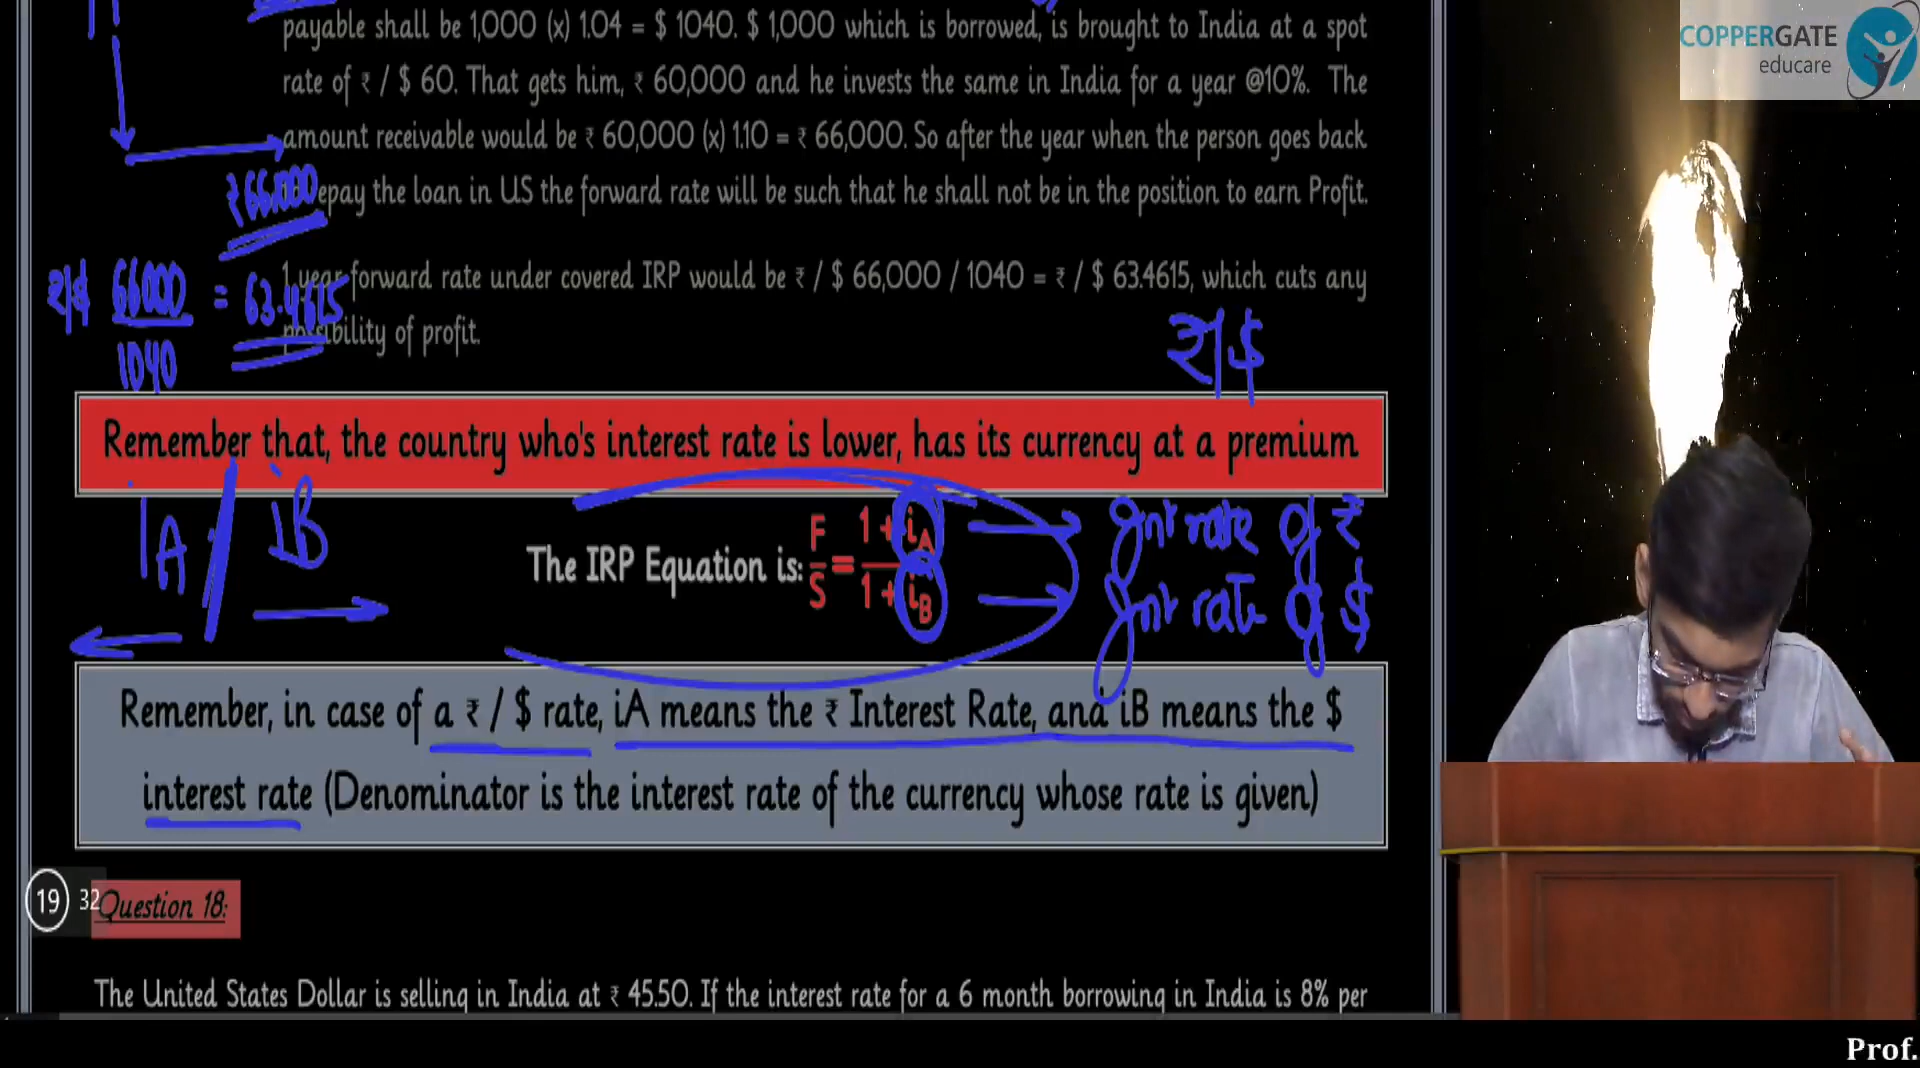 COPPERGATE
educare
payable shall be 1,000 (x) 1.04 = $ 1040. $ 1,000 which is borrowed, is brought to India at a spot
rate of ₹ / $ 60. That gets him, ₹ 60,000 and he invests the same in India for a year @10%. The
amount receivable would be ₹ 60,000 (x) 1.10 = ₹ 66,000. So after the year when the person goes back
₹66000 epay the loan in US the forward rate will be such that he shall not be in the position to earn Profit.
₹/$ 66000 / 1040 = 63.4615
1 year forward rate under covered IRP would be ₹ / $ 66,000 / 1040 = ₹ / $ 63.4615, which cuts any
possibility of profit.
₹/$
Remember that, the country who's interest rate is lower, has its currency at a premium
iA / iB
The IRP Equation is: F/S = 1 + iA / 1 + iB
Int rate of ₹
Int rate of $
Remember, in case of a ₹ / $ rate, iA means the ₹ Interest Rate, and iB means the $
interest rate (Denominator is the interest rate of the currency whose rate is given)
19 32
Question 18:
The United States Dollar is selling in India at ₹ 45.50. If the interest rate for a 6 month borrowing in India is 8% per
Prof.